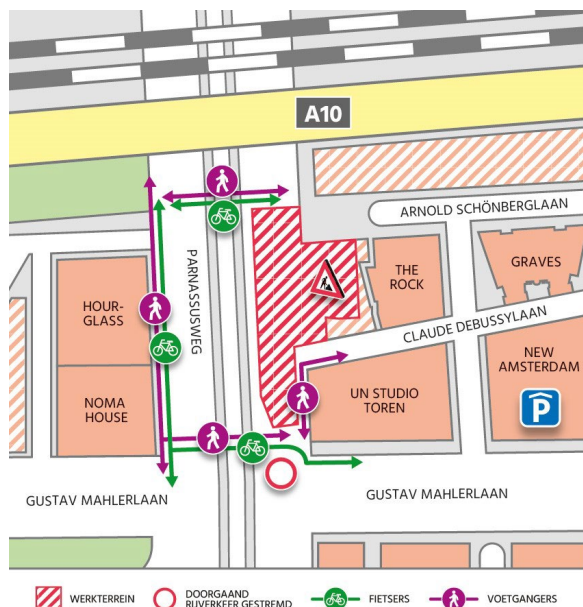 A10
ARNOLD SCHÖNBERGLAAN
PARNASSUSWEG
THE
ROCK
GRAVES
HOUR-
GLASS
CLAUDE DEBUSSYLAAN
NEW
AMSTERDAM
NOMA
HOUSE
UN STUDIO
TOREN
P
GUSTAV MAHLERLAAN
GUSTAV MAHLERLAAN
WERKTERREIN
DOORGAAND
RIJVERKEER GESTREMD
FIETSERS
VOETGANGERS